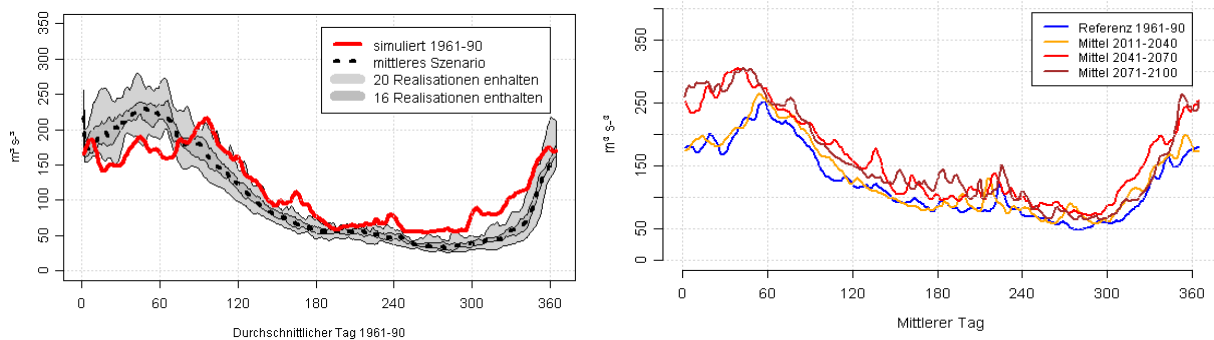 350
300
250
200
150
100
50
0
m³ s-³
simuliert 1961-90
mittleres Szenario
20 Realisationen enhalten
16 Realisationen enthalten
0
60
120
180
240
300
360
Durchschnittlicher Tag 1961-90
350
250
150
50
0
m³ s-³
Referenz 1961-90
Mittel 2011-2040
Mittel 2041-2070
Mittel 2071-2100
0
60
120
180
240
300
360
Mittlerer Tag